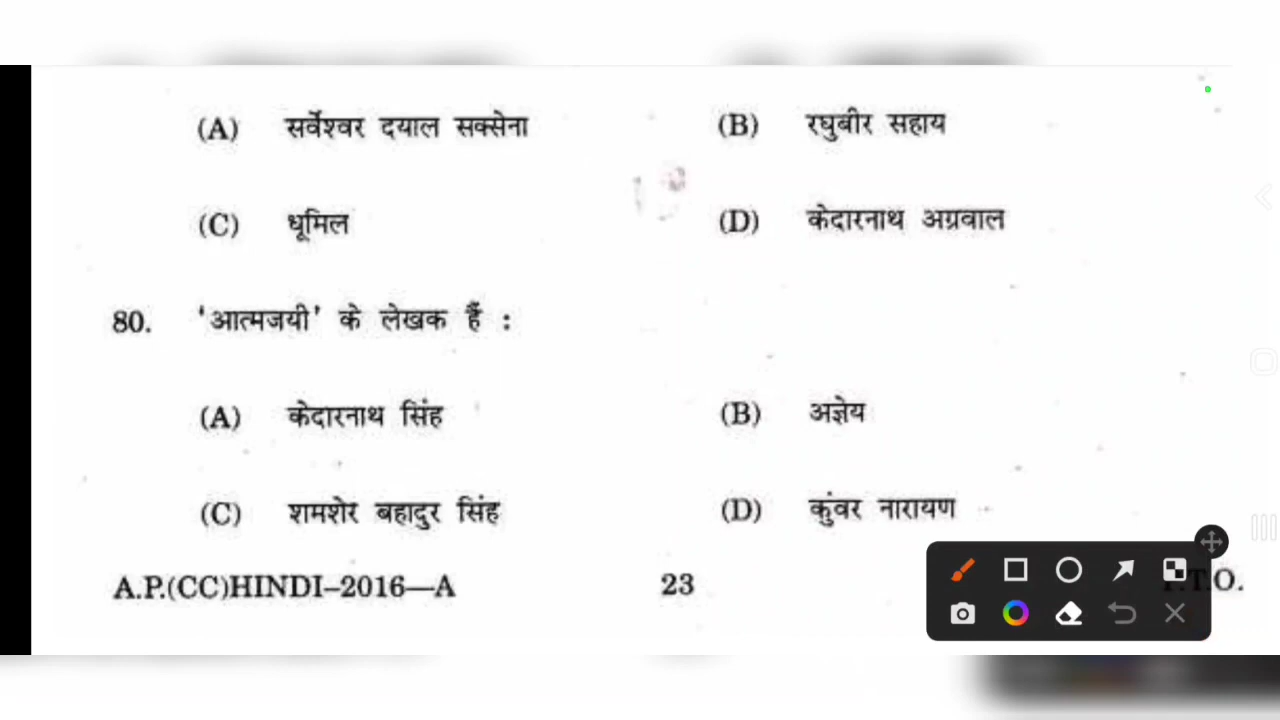 (A) सर्वेश्वर दयाल सक्सेना (B) रघुबीर सहाय
(C) धूमिल (D) केदारनाथ अग्रवाल
80. 'आत्मजयी' के लेखक हैं :
(A) केदारनाथ सिंह (B) अज्ञेय
(C) शमशेर बहादुर सिंह (D) कुंवर नारायण
A.P.(CC)HINDI–2016—A 23 P.T.O.